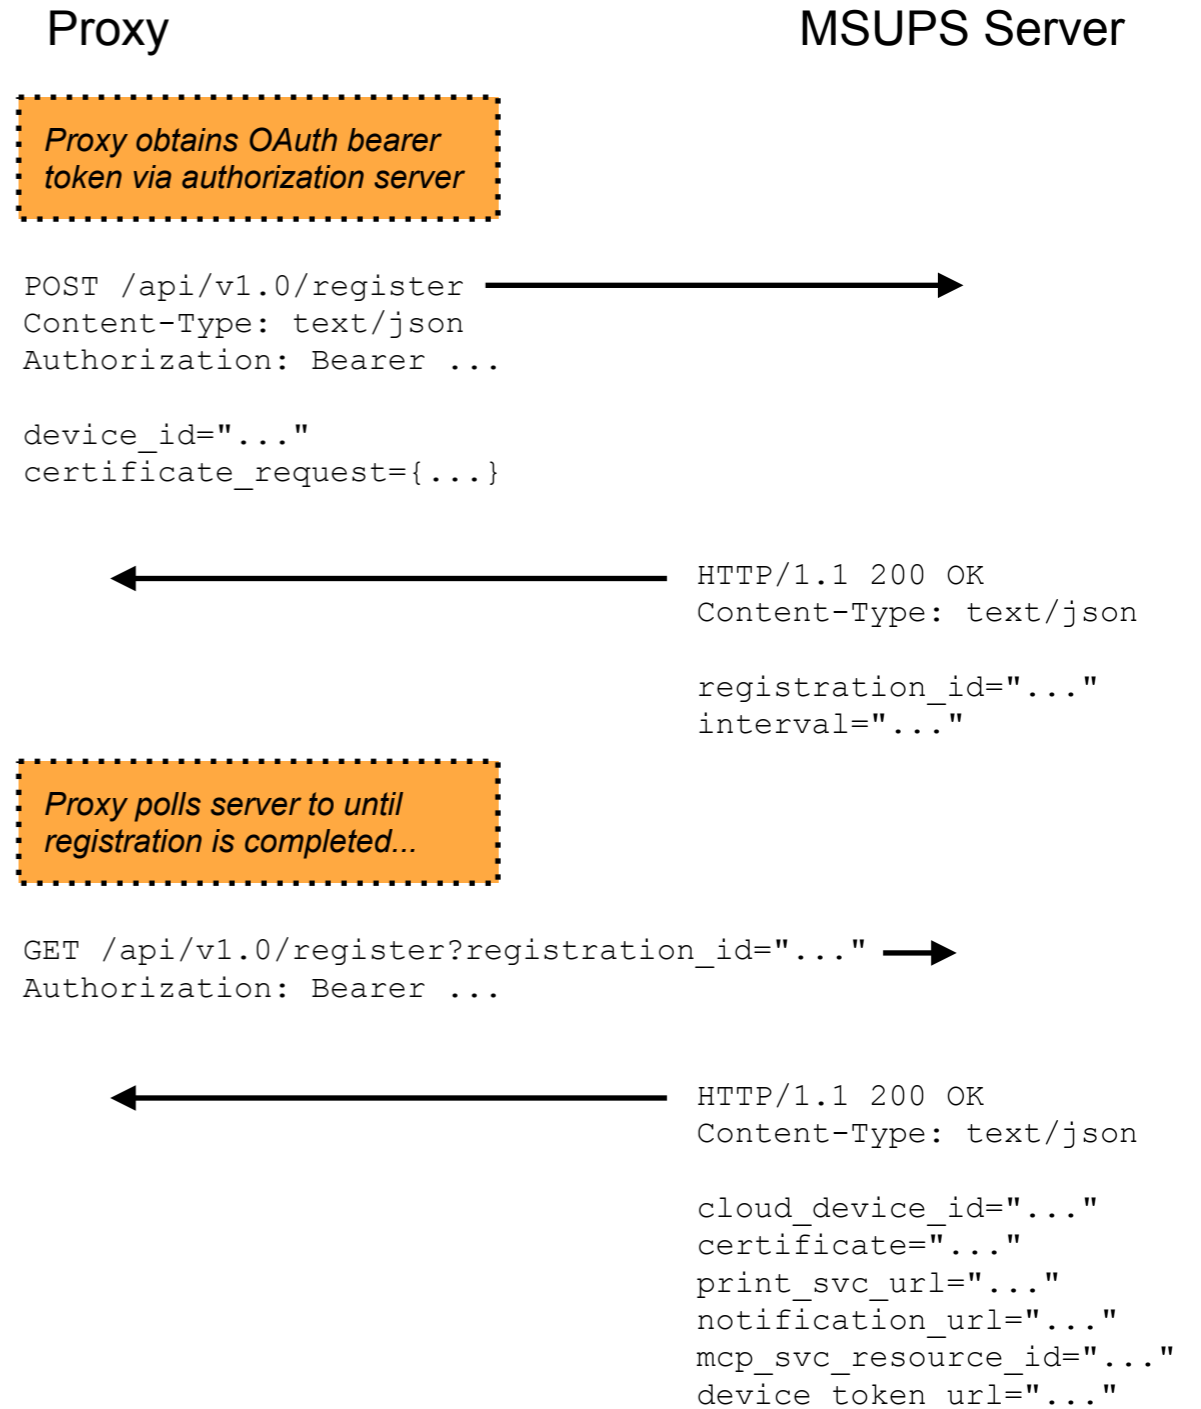 Proxy
MSUPS Server
Proxy obtains OAuth bearer
token via authorization server
POST /api/v1.0/register
Content-Type: text/json
Authorization: Bearer ...
device_id="..."
certificate_request={...}
HTTP/1.1 200 OK
Content-Type: text/json
registration_id="..."
interval="..."
Proxy polls server to until
registration is completed...
GET /api/v1.0/register?registration_id="..."
Authorization: Bearer ...
HTTP/1.1 200 OK
Content-Type: text/json
cloud_device_id="..."
certificate="..."
print_svc_url="..."
notification_url="..."
mcp_svc_resource_id="..."
device_token_url="..."